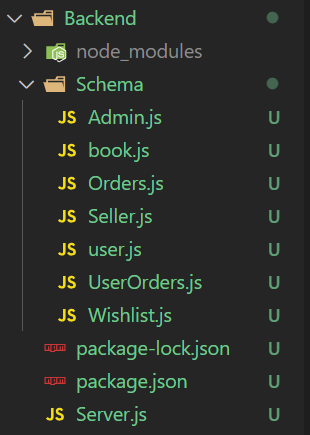 Backend
node_modules
Schema
JS Admin.js U
JS book.js U
JS Orders.js U
JS Seller.js U
JS user.js U
JS UserOrders.js U
JS Wishlist.js U
package-lock.json U
package.json U
JS Server.js U